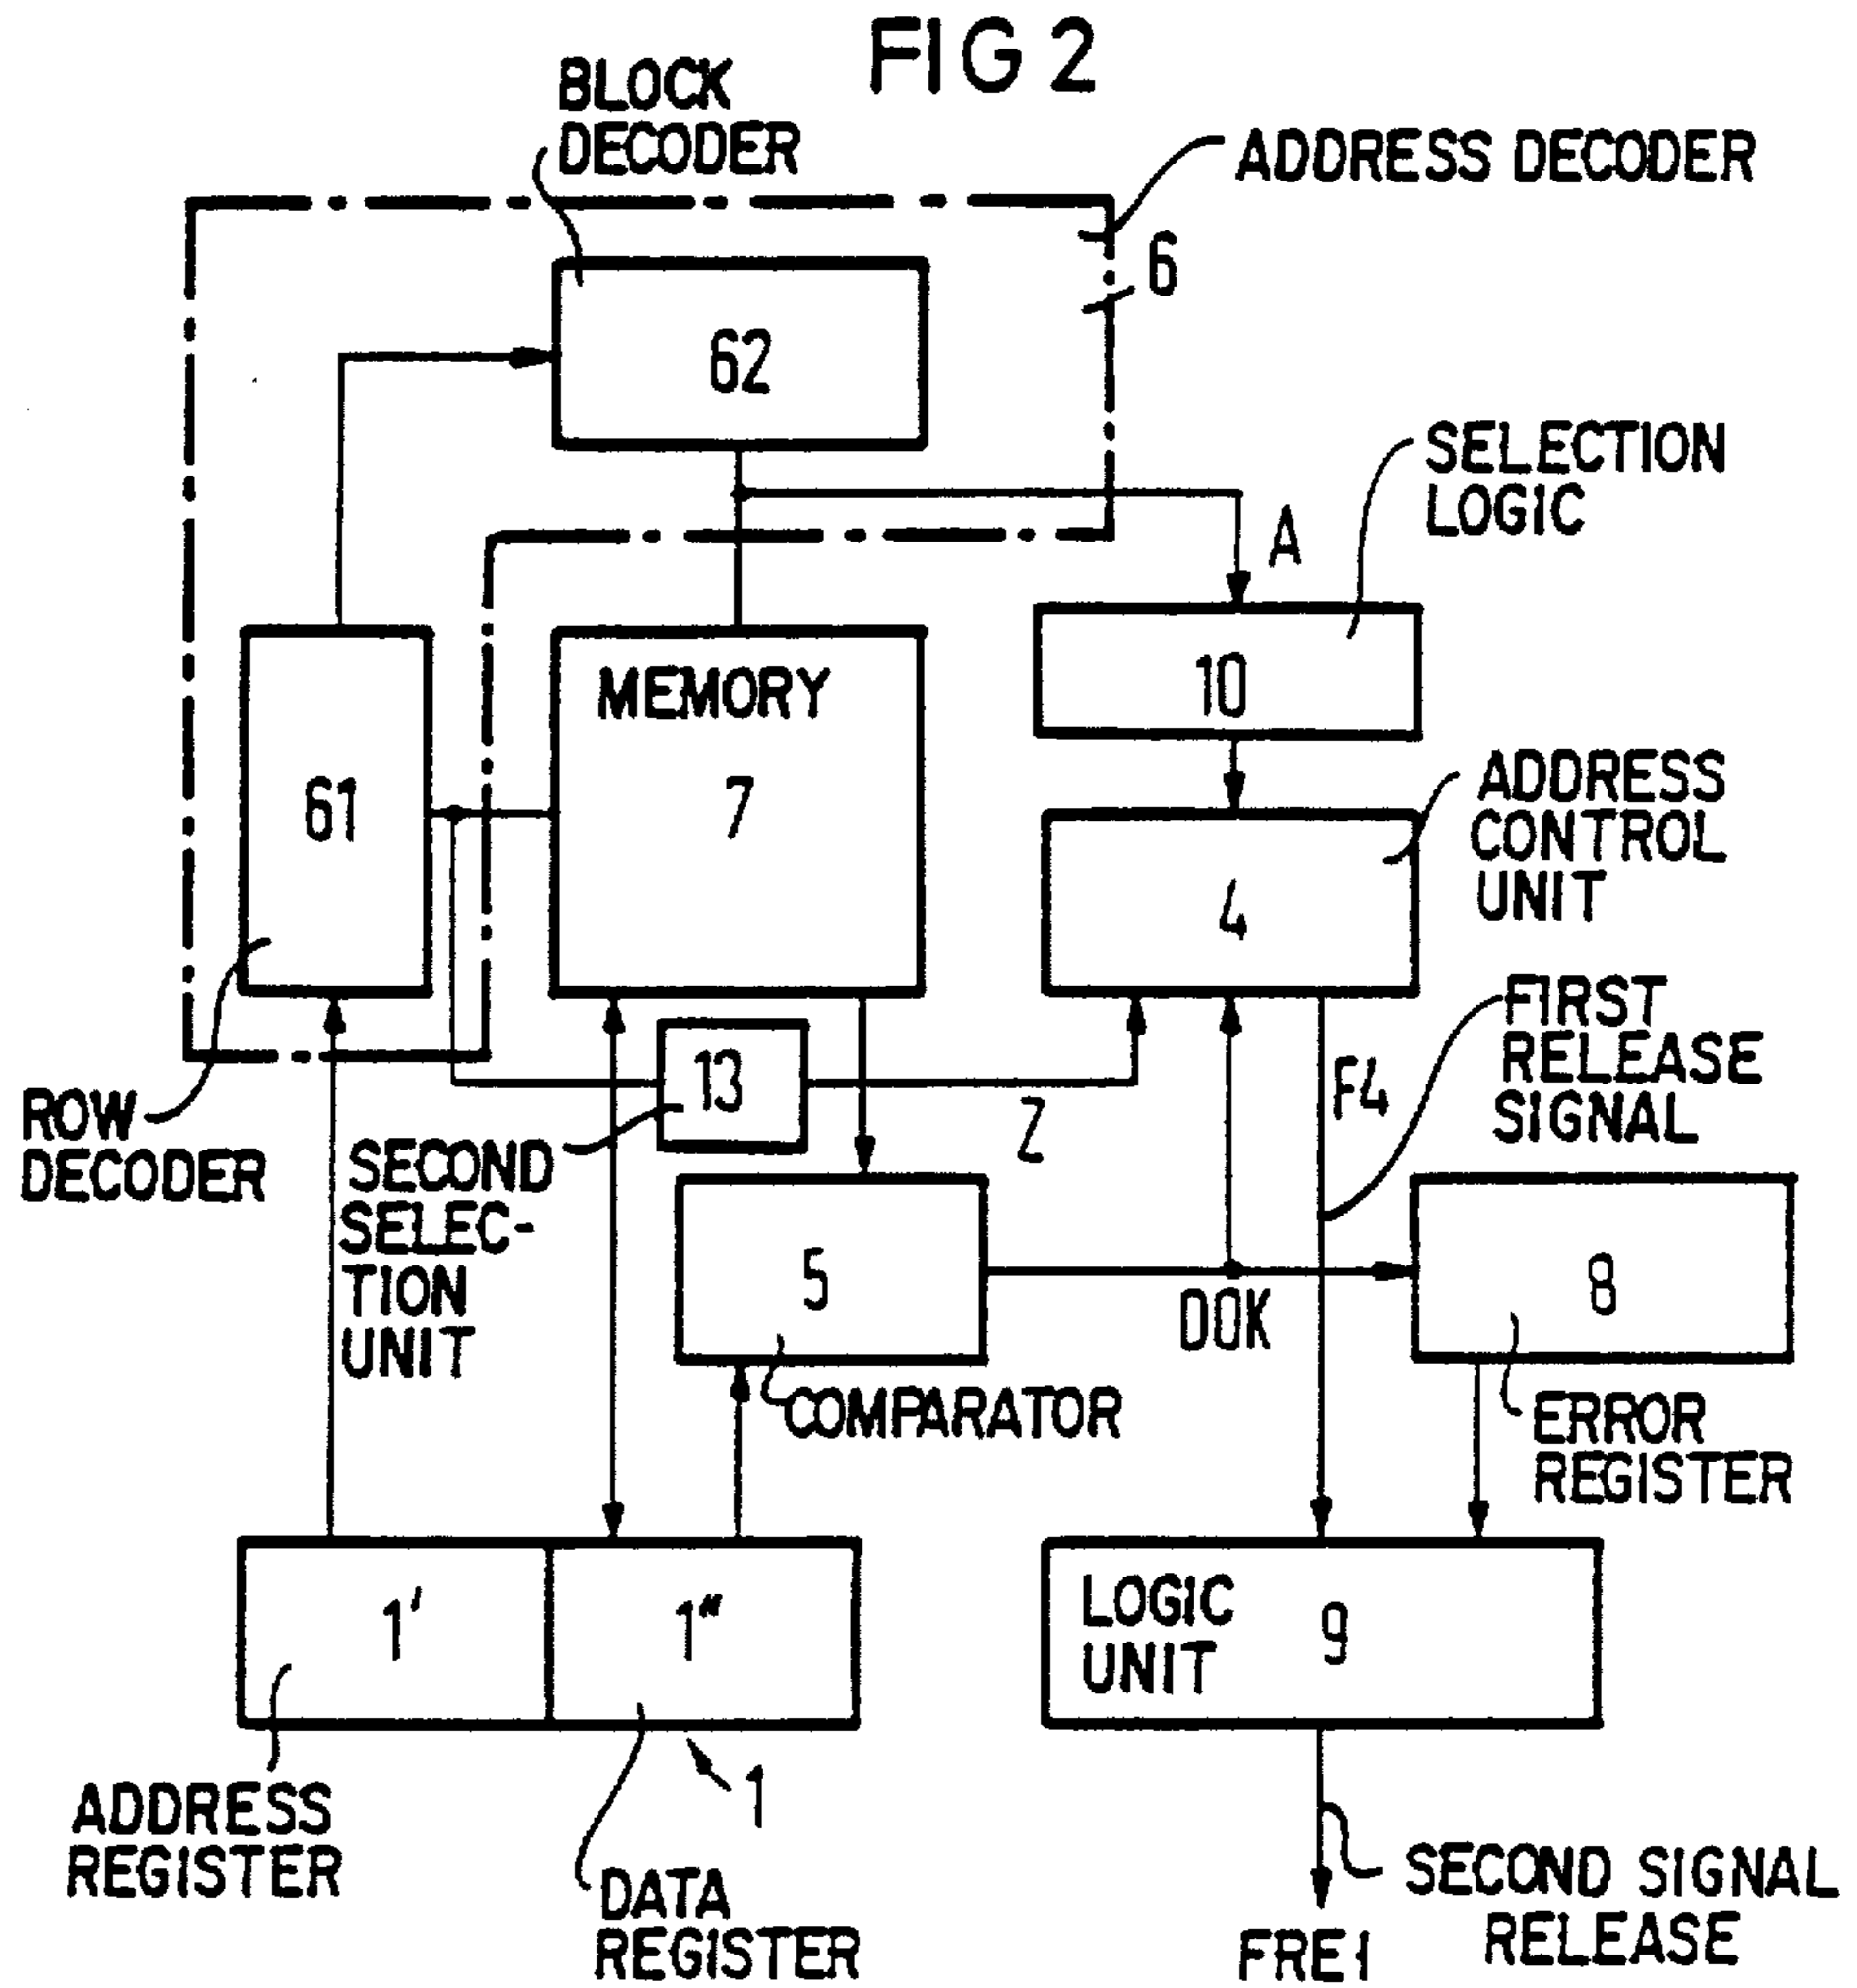 FIG 2
BLOCK
DECODER
ADDRESS DECODER
6
62
SELECTION
LOGIC
A
10
MEMORY
7
61
ADDRESS
CONTROL
UNIT
4
FIRST
RELEASE
SIGNAL
F4
13
Z
ROW
DECODER
SECOND
SELEC-
TION
UNIT
5
DOK
8
COMPARATOR
ERROR
REGISTER
1'
1"
LOGIC
UNIT
9
1
ADDRESS
REGISTER
DATA
REGISTER
SECOND SIGNAL
RELEASE
FRE1